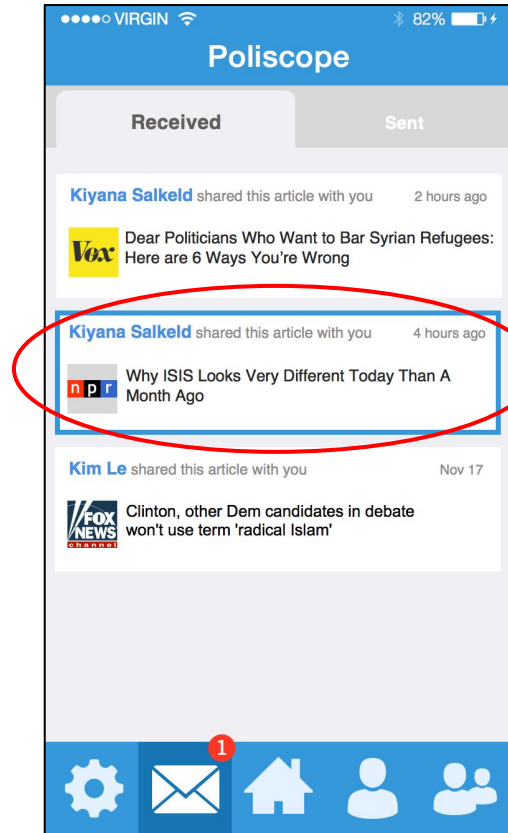 VIRGIN 82%
Poliscope
Received Sent
Kiyana Salkeld shared this article with you 2 hours ago
Vox
Dear Politicians Who Want to Bar Syrian Refugees:
Here are 6 Ways You're Wrong
Kiyana Salkeld shared this article with you 4 hours ago
npr
Why ISIS Looks Very Different Today Than A
Month Ago
Kim Le shared this article with you Nov 17
FOX
NEWS
channel
Clinton, other Dem candidates in debate
won't use term 'radical Islam'
1